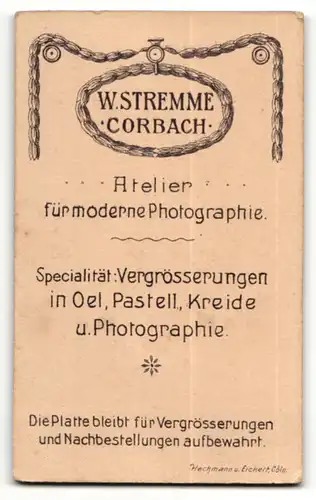 W. STREMME
· CORBACH ·
· · · Atelier · · ·
für moderne Photographie.
Specialität: Vergrösserungen
in Oel, Pastell, Kreide
u. Photographie.
Die Platte bleibt für Vergrösserungen
und Nachbestellungen aufbewahrt.
Hechmann u. Eichert, Cöln.